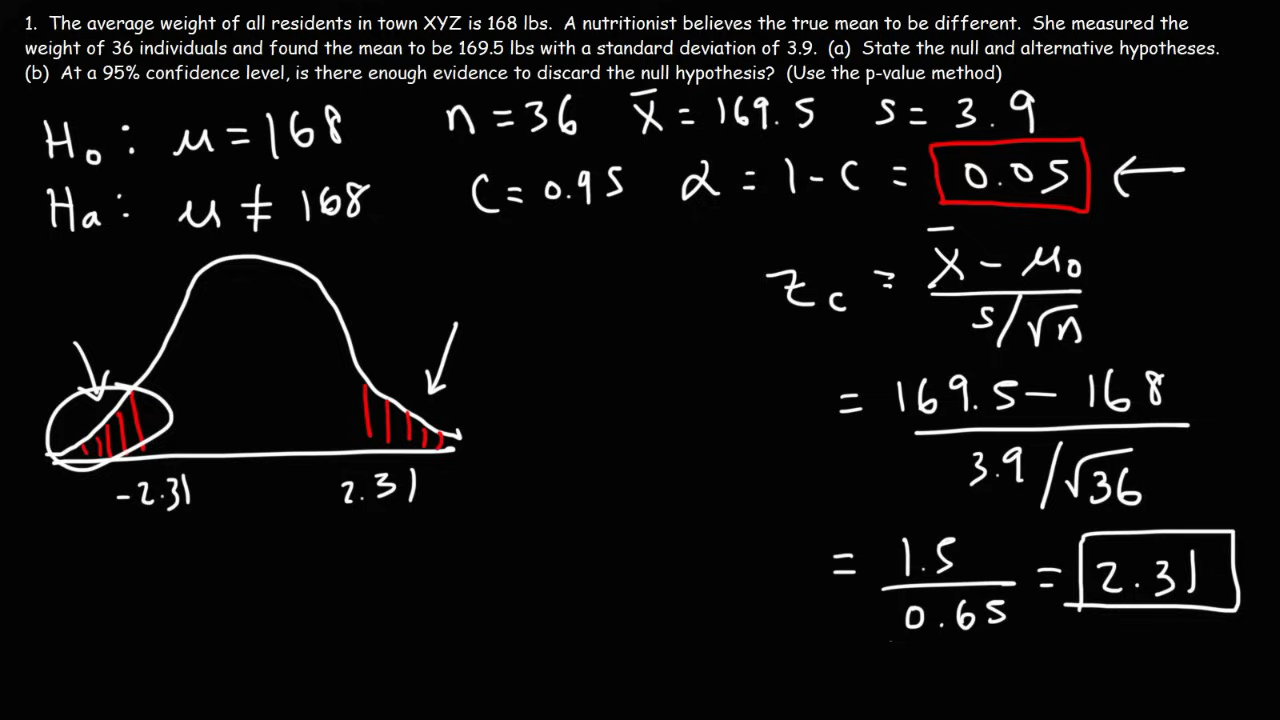 1. The average weight of all residents in town XYZ is 168 lbs. A nutritionist believes the true mean to be different. She measured the
weight of 36 individuals and found the mean to be 169.5 lbs with a standard deviation of 3.9. (a) State the null and alternative hypotheses.
(b) At a 95% confidence level, is there enough evidence to discard the null hypothesis? (Use the p-value method)
H₀: μ = 168 n = 36 x̄ = 169.5 s = 3.9
Hₐ: μ ≠ 168 C = 0.95 α = 1 - C = 0.05
Z_c = (x̄ - μ₀) / (s/√n)
= (169.5 - 168) / (3.9/√36)
-2.31 2.31
= 1.5 / 0.65 = 2.31